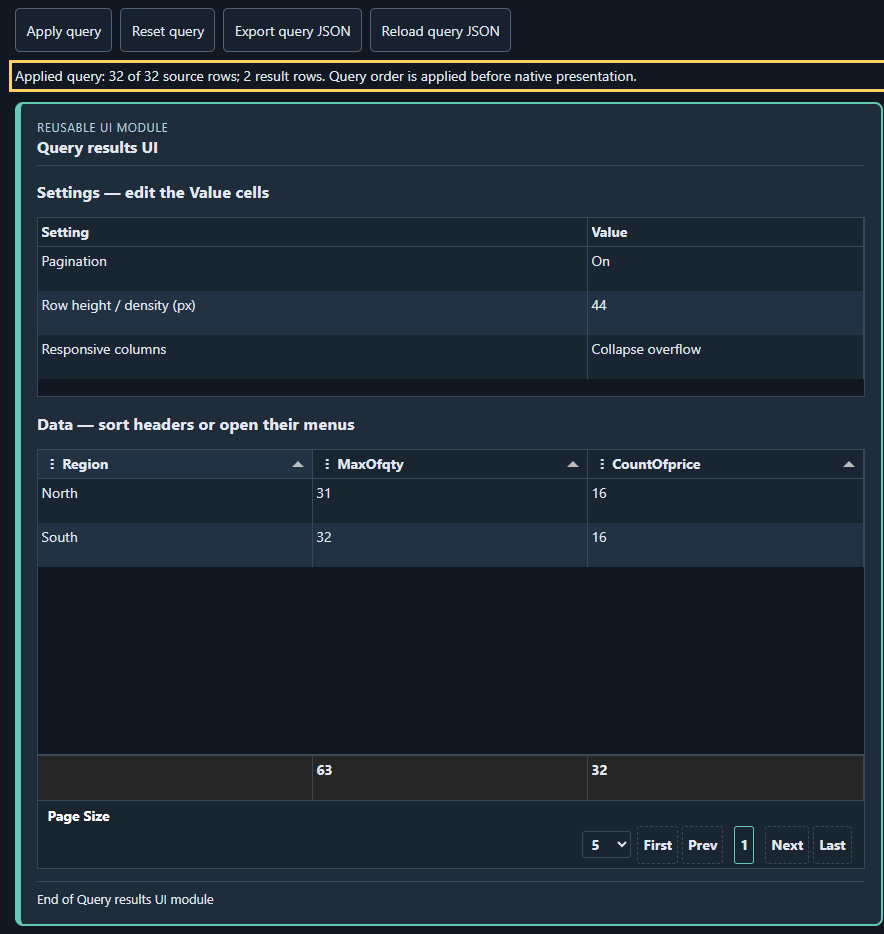 Apply query Reset query Export query JSON Reload query JSON
Applied query: 32 of 32 source rows; 2 result rows. Query order is applied before native presentation.
REUSABLE UI MODULE
Query results UI
Settings — edit the Value cells
Setting Value
Pagination On
Row height / density (px) 44
Responsive columns Collapse overflow
Data — sort headers or open their menus
Region MaxOfqty CountOfprice
North 31 16
South 32 16
63 32
Page Size
5 First Prev 1 Next Last
End of Query results UI module